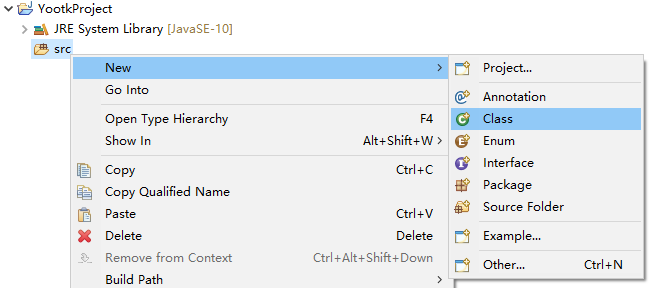 YootkProject
JRE System Library [JavaSE-10]
src
New
Go Into
Open Type Hierarchy F4
Show In Alt+Shift+W
Copy Ctrl+C
Copy Qualified Name
Paste Ctrl+V
Delete Delete
Remove from Context Ctrl+Alt+Shift+Down
Build Path
Project...
Annotation
Class
Enum
Interface
Package
Source Folder
Example...
Other... Ctrl+N